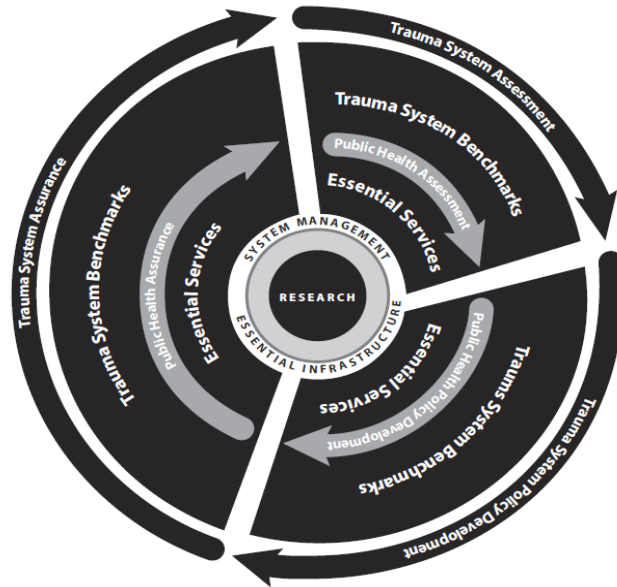 Trauma System Assessment
Trauma System Benchmarks
Public Health Assessment
Essential Services
Trauma System Policy Development
Traums System Benchmarks
Public Health Policy Development
Essential Services
Trauma System Assurance
Trauma System Benchmarks
Public Health Assurance
Essential Services
SYSTEM MANAGEMENT
RESEARCH
ESSENTIAL INFRASTRUCTURE